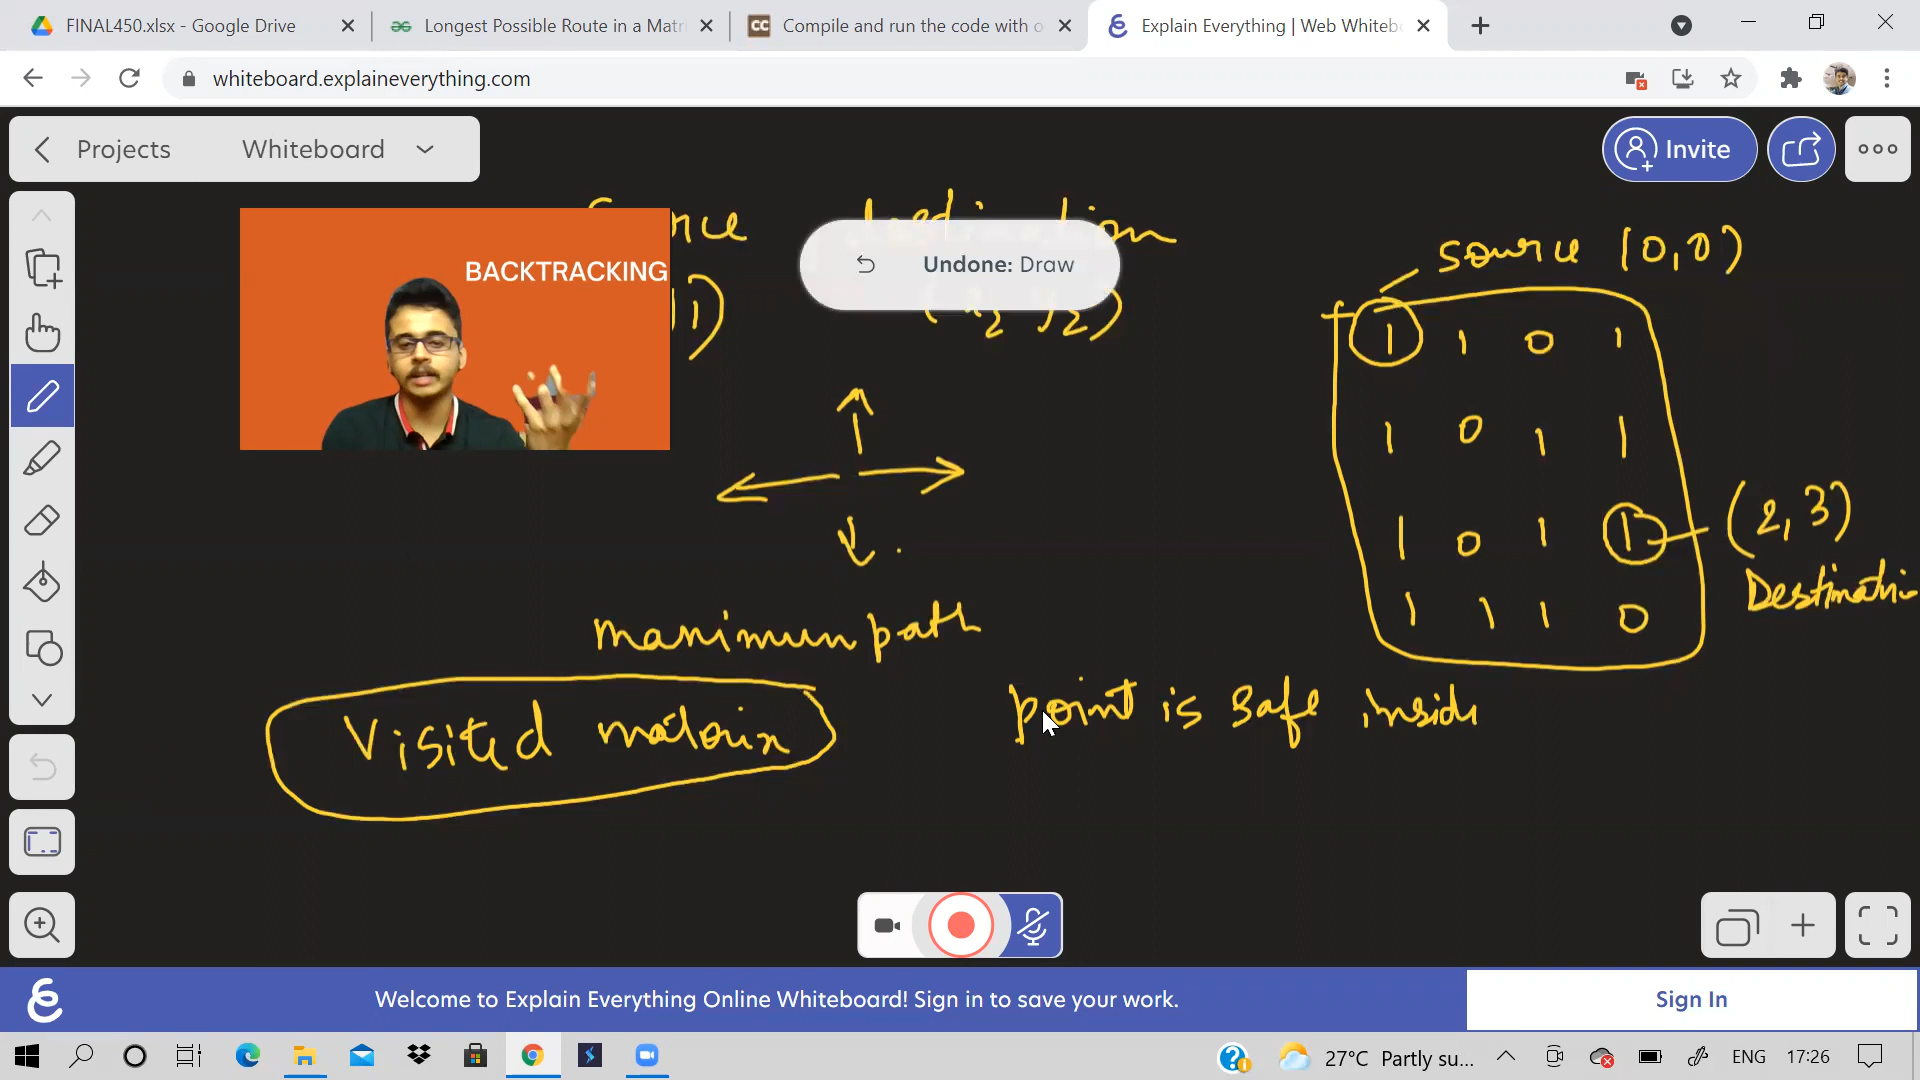 FINAL450.xlsx - Google Drive
Longest Possible Route in a Matri
Compile and run the code with o
Explain Everything | Web Whitebo
whiteboard.explaineverything.com
Projects
Whiteboard
Invite
Undone: Draw
BACKTRACKING
source (0,0)
1 1 0 1
1 0 1 1
1 0 1 1
(2,3)
Destinatio
1 1 1 0
maximum path
Visited matrix
point is safe inside
Welcome to Explain Everything Online Whiteboard! Sign in to save your work.
Sign In
27°C Partly su...
ENG
17:26